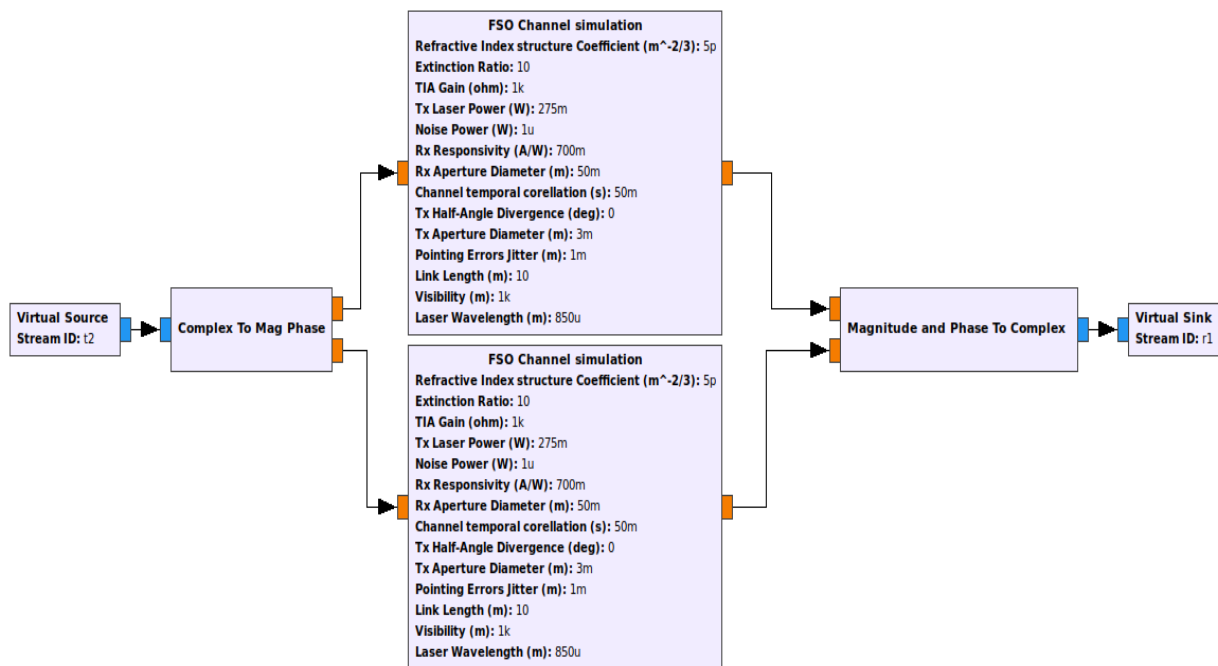 FSO Channel simulation
Refractive Index structure Coefficient (m^-2/3): 5p
Extinction Ratio: 10
TIA Gain (ohm): 1k
Tx Laser Power (W): 275m
Noise Power (W): 1u
Rx Responsivity (A/W): 700m
Rx Aperture Diameter (m): 50m
Channel temporal corellation (s): 50m
Tx Half-Angle Divergence (deg): 0
Tx Aperture Diameter (m): 3m
Pointing Errors Jitter (m): 1m
Link Length (m): 10
Visibility (m): 1k
Laser Wavelength (m): 850u
Virtual Source
Stream ID: t2
Complex To Mag Phase
Magnitude and Phase To Complex
Virtual Sink
Stream ID: r1
FSO Channel simulation
Refractive Index structure Coefficient (m^-2/3): 5p
Extinction Ratio: 10
TIA Gain (ohm): 1k
Tx Laser Power (W): 275m
Noise Power (W): 1u
Rx Responsivity (A/W): 700m
Rx Aperture Diameter (m): 50m
Channel temporal corellation (s): 50m
Tx Half-Angle Divergence (deg): 0
Tx Aperture Diameter (m): 3m
Pointing Errors Jitter (m): 1m
Link Length (m): 10
Visibility (m): 1k
Laser Wavelength (m): 850u